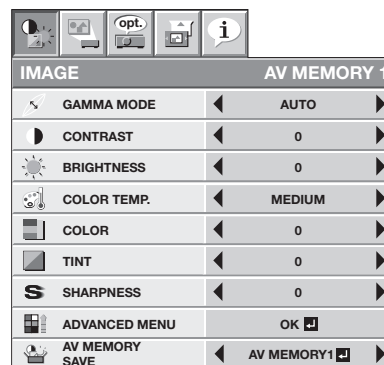 opt.
i
IMAGE AV MEMORY 1
GAMMA MODE AUTO
CONTRAST 0
BRIGHTNESS 0
COLOR TEMP. MEDIUM
COLOR 0
TINT 0
SHARPNESS 0
ADVANCED MENU OK
AV MEMORY
SAVE AV MEMORY1